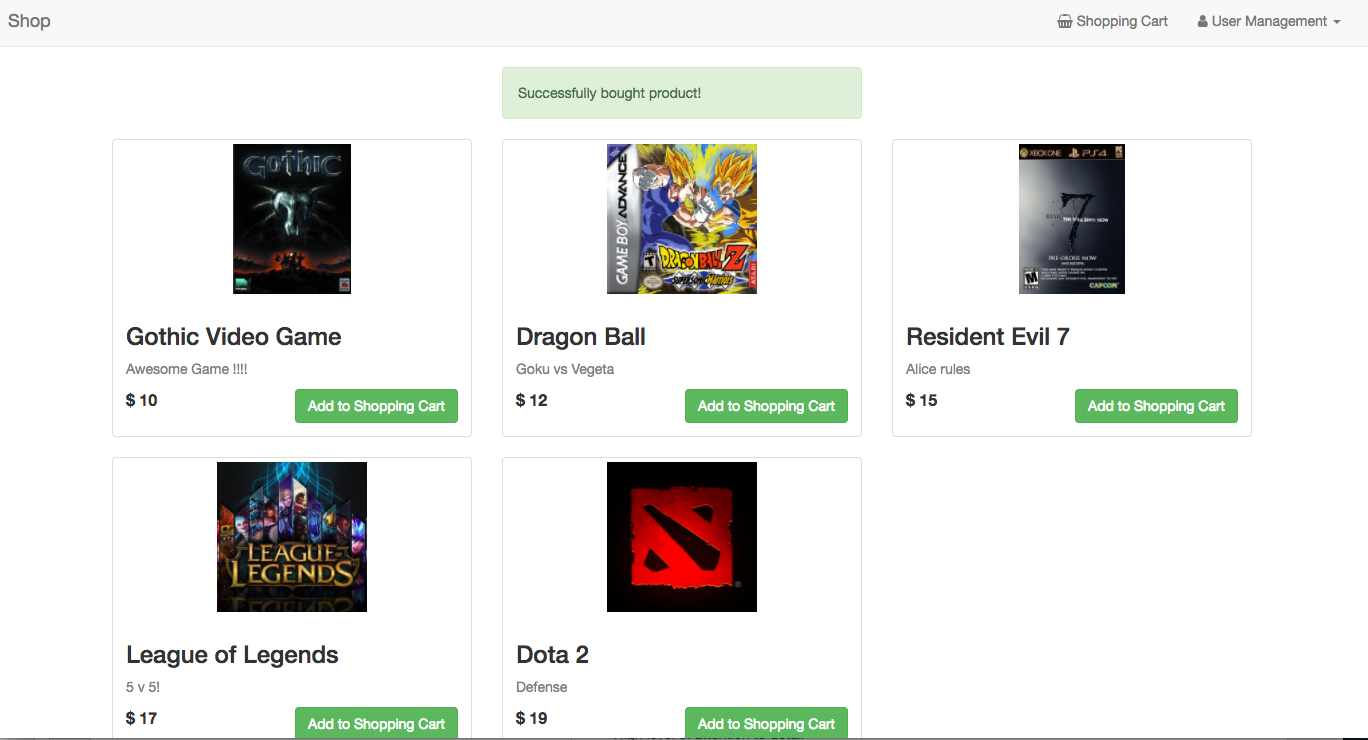 Shop
Shopping Cart
User Management
Successfully bought product!
GOTHIC
GAME BOY ADVANCE
DRAGON BALL Z
SUPERSONIC Warriors
ATARI
XBOX ONE PS4
7
PRE-ORDER NOW
CAPCOM
Gothic Video Game
Awesome Game !!!!
$ 10
Add to Shopping Cart
Dragon Ball
Goku vs Vegeta
$ 12
Add to Shopping Cart
Resident Evil 7
Alice rules
$ 15
Add to Shopping Cart
LEAGUE OF
LEGENDS
League of Legends
5 v 5!
$ 17
Add to Shopping Cart
Dota 2
Defense
$ 19
Add to Shopping Cart